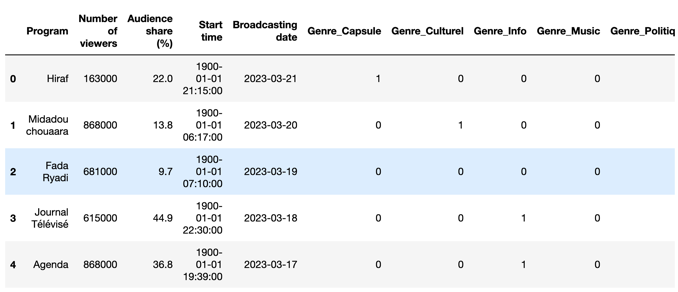 Program Number of viewers Audience share (%) Start time Broadcasting date Genre_Capsule Genre_Culturel Genre_Info Genre_Music Genre_Politiq
0 Hiraf 163000 22.0 1900-01-01 21:15:00 2023-03-21 1 0 0 0
1 Midadou chouaara 868000 13.8 1900-01-01 06:17:00 2023-03-20 0 1 0 0
2 Fada Ryadi 681000 9.7 1900-01-01 07:10:00 2023-03-19 0 0 0 0
3 Journal Télévisé 615000 44.9 1900-01-01 22:30:00 2023-03-18 0 0 1 0
4 Agenda 868000 36.8 1900-01-01 19:39:00 2023-03-17 0 0 1 0